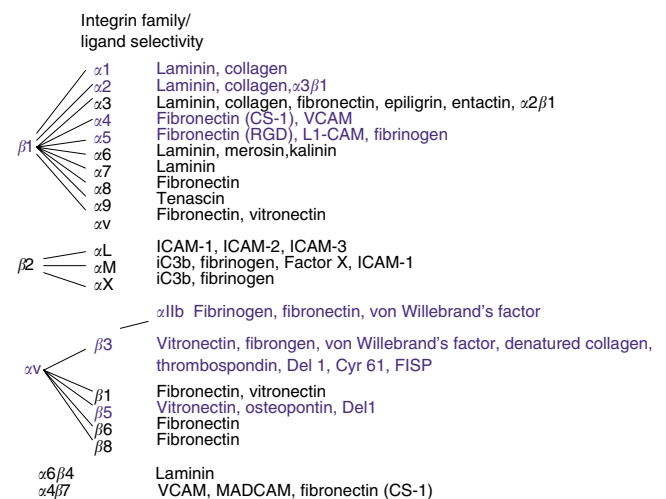 Integrin family/
ligand selectivity
α1 Laminin, collagen
α2 Laminin, collagen,α3β1
α3 Laminin, collagen, fibronectin, epiligrin, entactin, α2β1
α4 Fibronectin (CS-1), VCAM
α5 Fibronectin (RGD), L1-CAM, fibrinogen
β1
α6 Laminin, merosin,kalinin
α7 Laminin
α8 Fibronectin
α9 Tenascin
αv Fibronectin, vitronectin
αL ICAM-1, ICAM-2, ICAM-3
β2 αM iC3b, fibrinogen, Factor X, ICAM-1
αX iC3b, fibrinogen
αIIb Fibrinogen, fibronectin, von Willebrand's factor
β3 Vitronectin, fibrongen, von Willebrand's factor, denatured collagen,
thrombospondin, Del 1, Cyr 61, FISP
αv
β1 Fibronectin, vitronectin
β5 Vitronectin, osteopontin, Del1
β6 Fibronectin
β8 Fibronectin
α6β4 Laminin
α4β7 VCAM, MADCAM, fibronectin (CS-1)